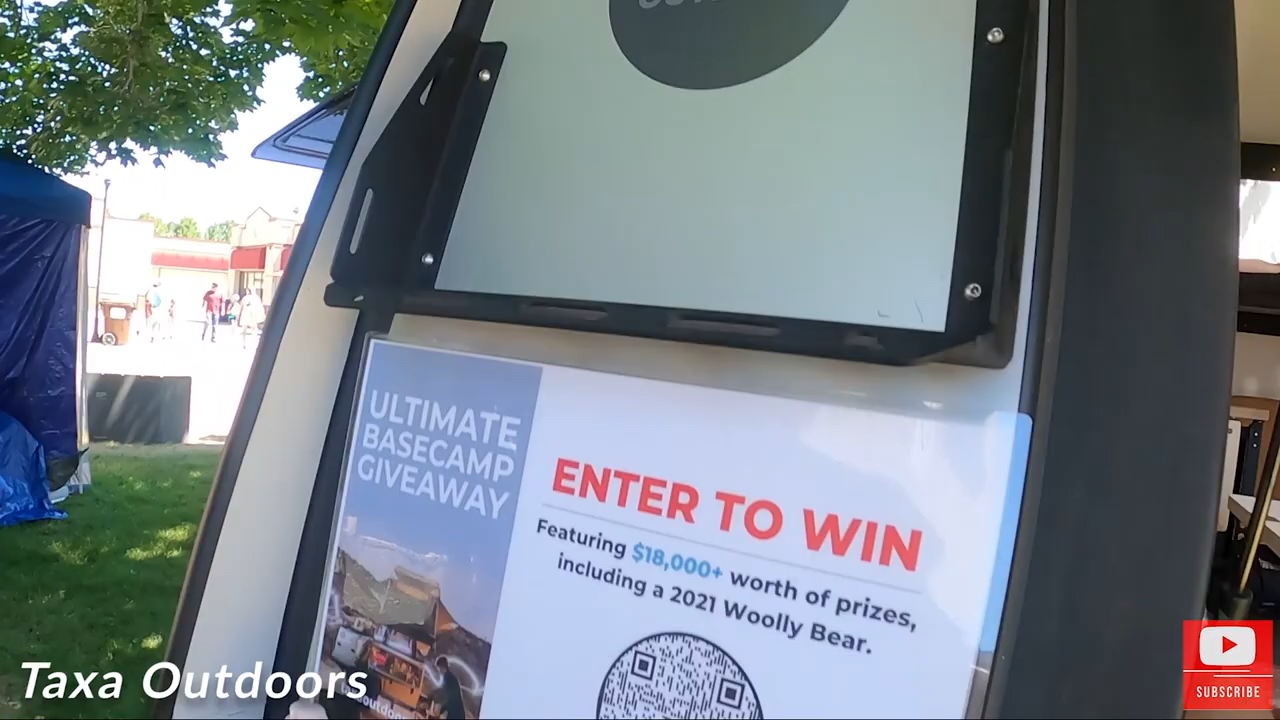 ULTIMATE
BASECAMP
GIVEAWAY
ENTER TO WIN
Featuring $18,000+ worth of prizes,
including a 2021 Woolly Bear.
Taxa Outdoors
SUBSCRIBE